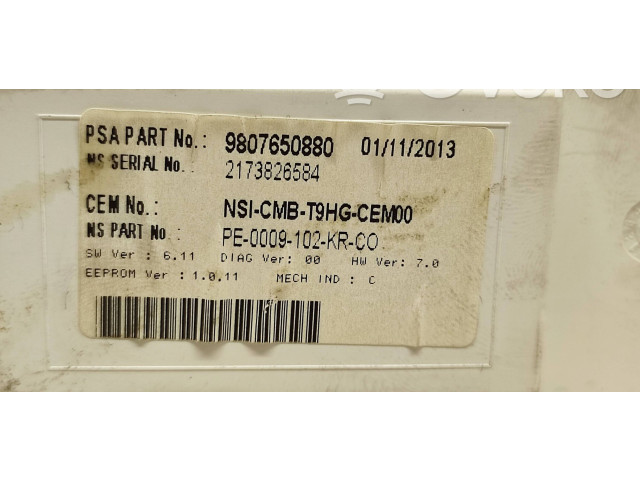 PSA PART No.: 9807650880 01/11/2013
NS SERIAL No.: 2173826584
CEM No.: NSI-CMB-T9HG-CEM00
NS PART No.: PE-0009-102-KR-CO
SW Ver : 6.11 DIAG Ver: 00 HW Ver: 7.0
EEPROM Ver : 1.0.11 MECH IND : C